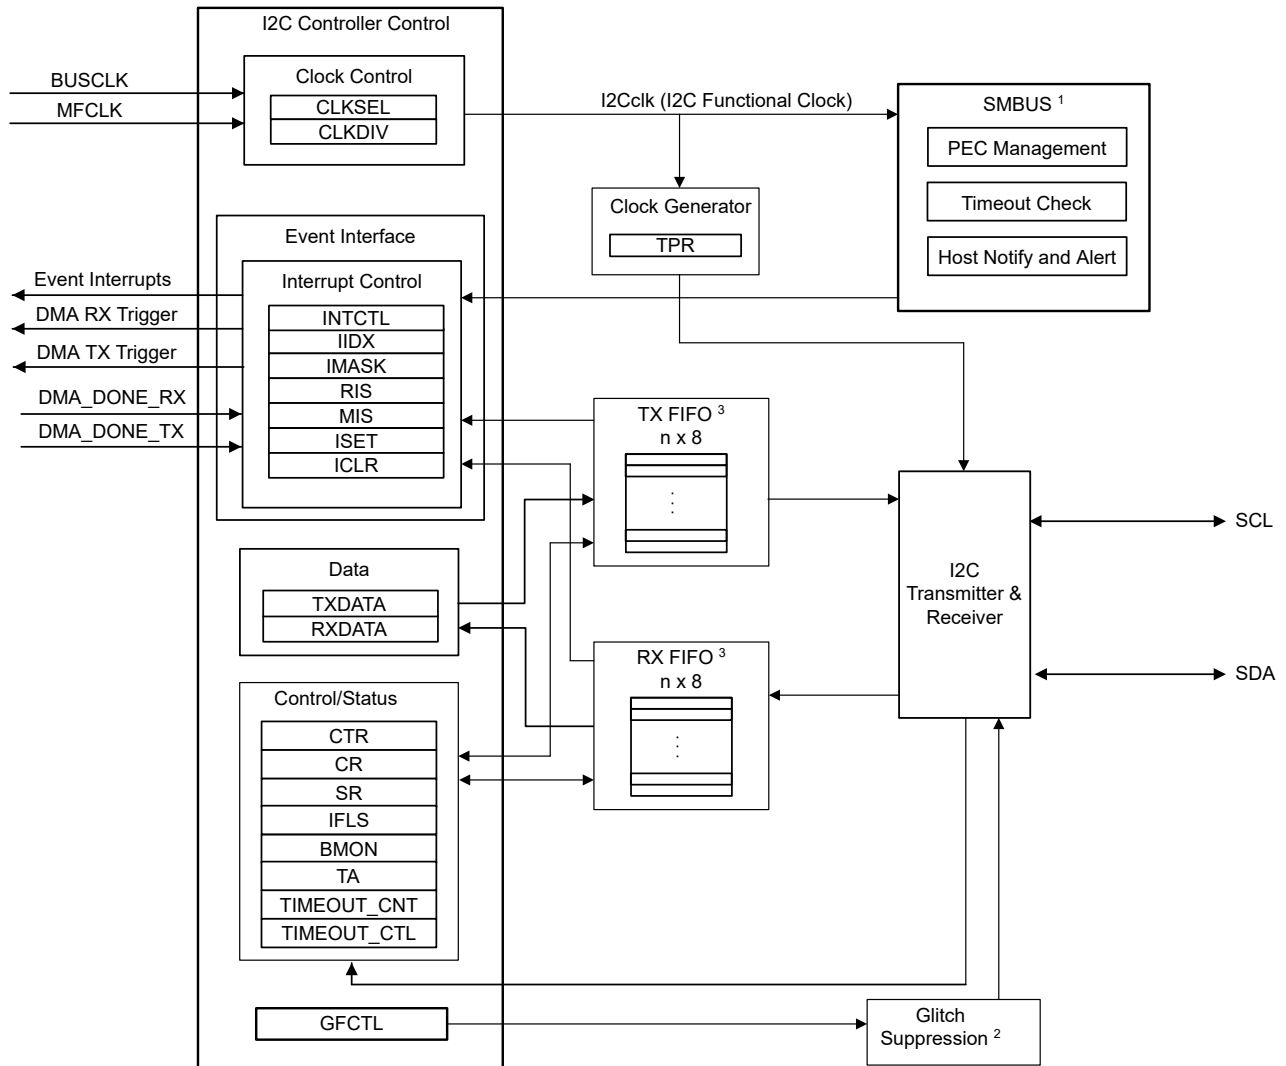 I2C Controller Control
BUSCLK
MFCLK
Clock Control
CLKSEL
CLKDIV
I2Cclk (I2C Functional Clock)
SMBUS 1
PEC Management
Timeout Check
Host Notify and Alert
Clock Generator
TPR
Event Interface
Interrupt Control
INTCTL
IIDX
IMASK
RIS
MIS
ISET
ICLR
Event Interrupts
DMA RX Trigger
DMA TX Trigger
DMA_DONE_RX
DMA_DONE_TX
TX FIFO 3
n x 8
Data
TXDATA
RXDATA
RX FIFO 3
n x 8
I2C
Transmitter &
Receiver
SCL
SDA
Control/Status
CTR
CR
SR
IFLS
BMON
TA
TIMEOUT_CNT
TIMEOUT_CTL
GFCTL
Glitch
Suppression 2